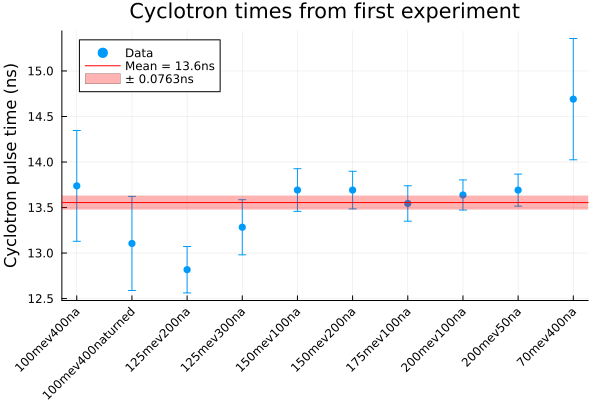 Cyclotron times from first experiment
Data
Mean = 13.6ns
± 0.0763ns
Cyclotron pulse time (ns)
15.0
14.5
14.0
13.5
13.0
12.5
100mev400na
100mev400naturned
125mev200na
125mev300na
150mev100na
150mev200na
175mev100na
200mev100na
200mev50na
70mev400na